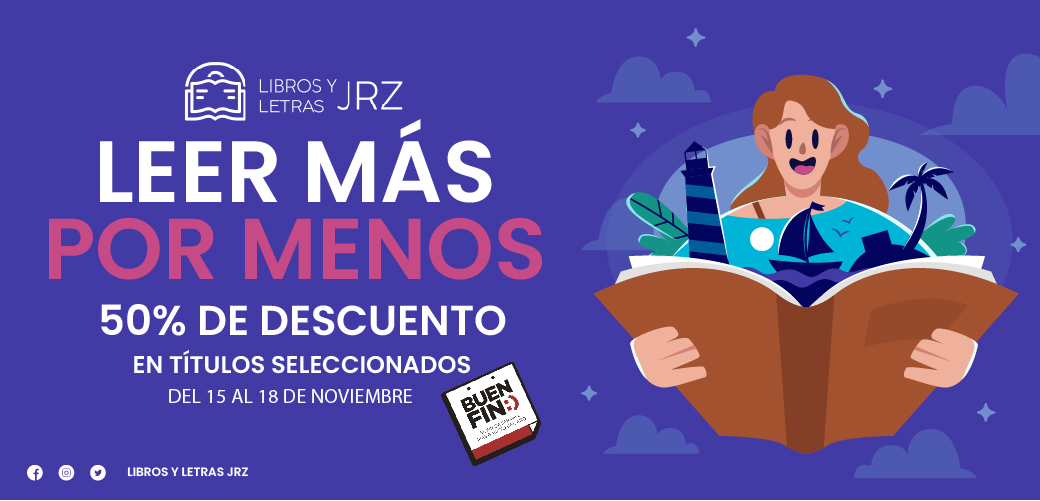 LIBROS Y
LETRAS JRZ
LEER MÁS
POR MENOS
50% DE DESCUENTO
EN TÍTULOS SELECCIONADOS
DEL 15 AL 18 DE NOVIEMBRE
BUEN
FIN:)
LIBROS Y LETRAS JRZ